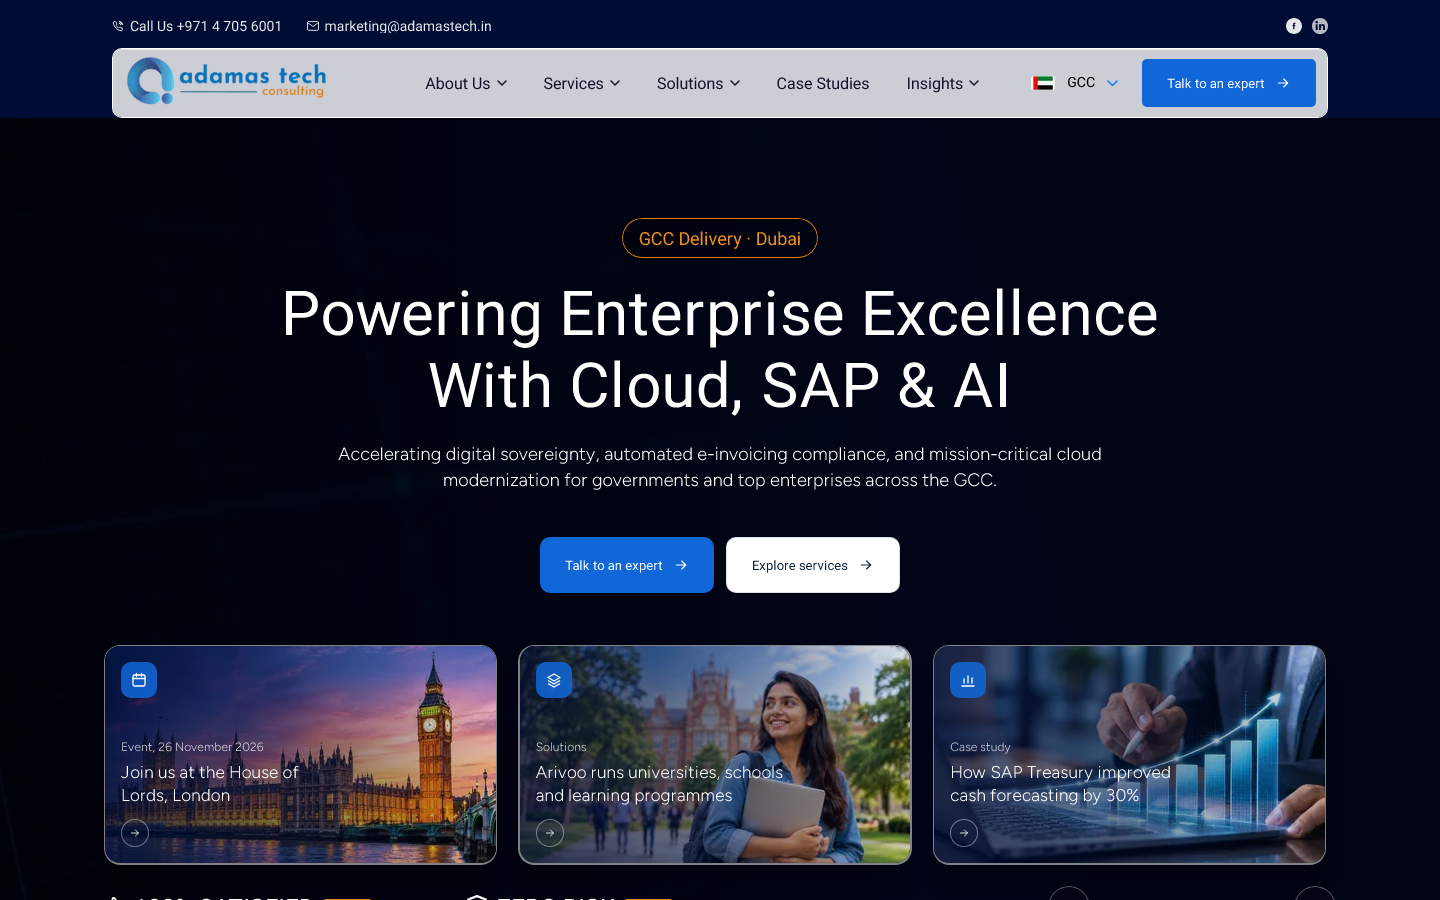 Call Us +971 4 705 6001
marketing@adamastech.in
adamas tech
consulting
About Us
Services
Solutions
Case Studies
Insights
GCC
Talk to an expert
GCC Delivery · Dubai
Powering Enterprise Excellence
With Cloud, SAP & AI
Accelerating digital sovereignty, automated e-invoicing compliance, and mission-critical cloud
modernization for governments and top enterprises across the GCC.
Talk to an expert
Explore services
Event, 26 November 2026
Join us at the House of
Lords, London
Solutions
Arivoo runs universities, schools
and learning programmes
Case study
How SAP Treasury improved
cash forecasting by 30%